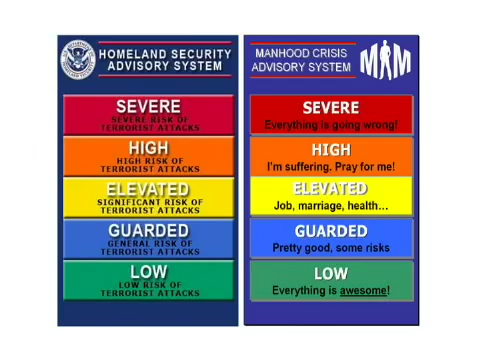 HOMELAND SECURITY
ADVISORY SYSTEM
SEVERE
SEVERE RISK OF
TERRORIST ATTACKS
HIGH
HIGH RISK OF
TERRORIST ATTACKS
ELEVATED
SIGNIFICANT RISK OF
TERRORIST ATTACKS
GUARDED
GENERAL RISK OF
TERRORIST ATTACKS
LOW
LOW RISK OF
TERRORIST ATTACKS
MANHOOD CRISIS
ADVISORY SYSTEM
MIM
SEVERE
Everything is going wrong!
HIGH
I'm suffering. Pray for me!
ELEVATED
Job, marriage, health...
GUARDED
Pretty good, some risks
LOW
Everything is awesome!